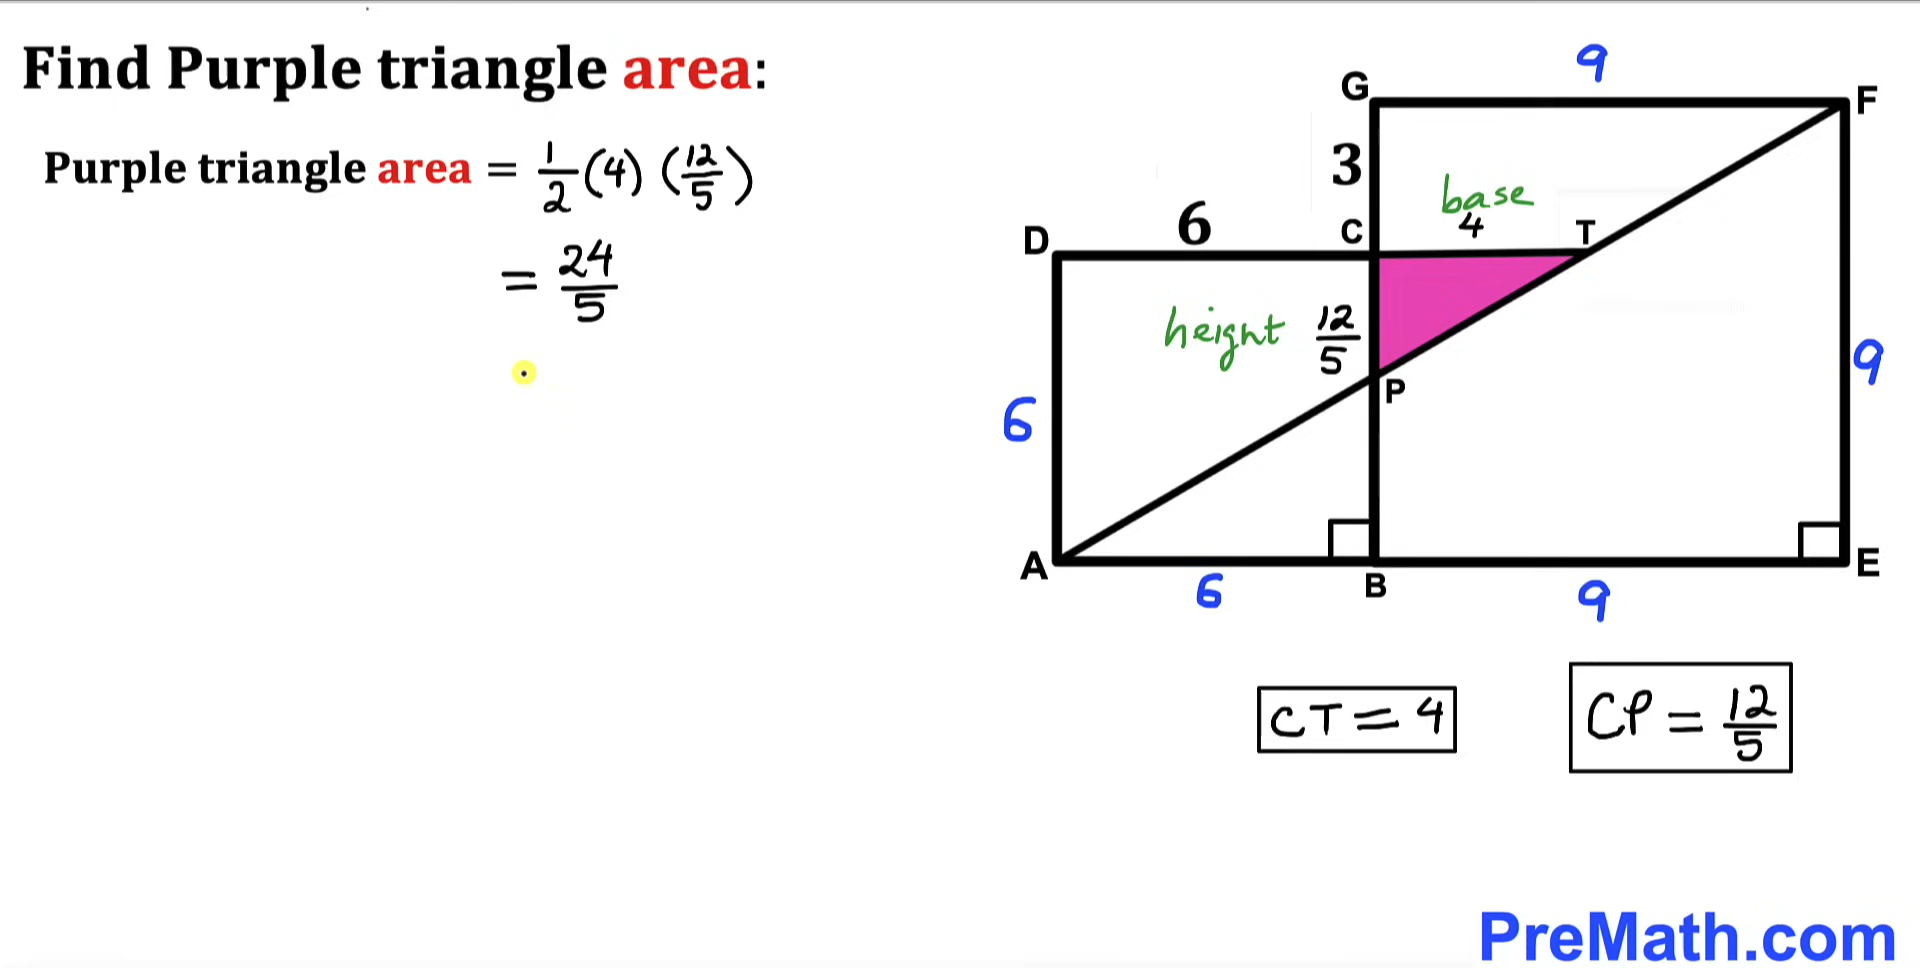 Find Purple triangle area:
Purple triangle area = 1/2 (4) (12/5)
= 24/5
9
G
F
3
base
4
6
D
C
T
height 12/5
9
P
6
A
E
6
B
9
CT = 4
CP = 12/5
PreMath.com